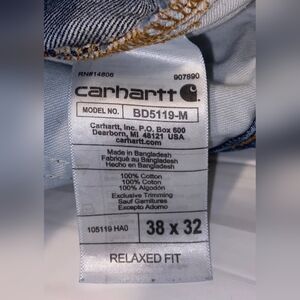 RN#14806 907890
carhartt
MODEL NO. BD5119-M
Carhartt, Inc. P.O. Box 600
Dearborn, MI 48121 USA
carhartt.com
Made in Bangladesh
Fabriqué au Bangladesh
Hecho en Bangladesh
100% Cotton
100% Coton
100% Algodón
Exclusive Trimming
Sauf Garnitures
Excepto Adorno
105119 HA0 38 x 32
RELAXED FIT